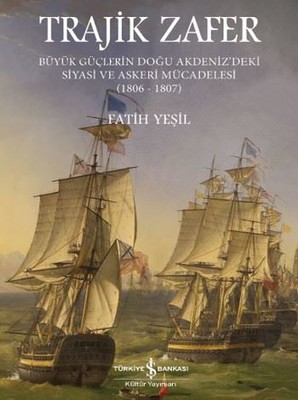 TRAJİK ZAFER
BÜYÜK GÜÇLERİN DOĞU AKDENİZ'DEKİ
SİYASİ VE ASKERİ MÜCADELESİ
(1806 - 1807)
FATİH YEŞİL
TÜRKİYE İŞ BANKASI
Kültür Yayınları